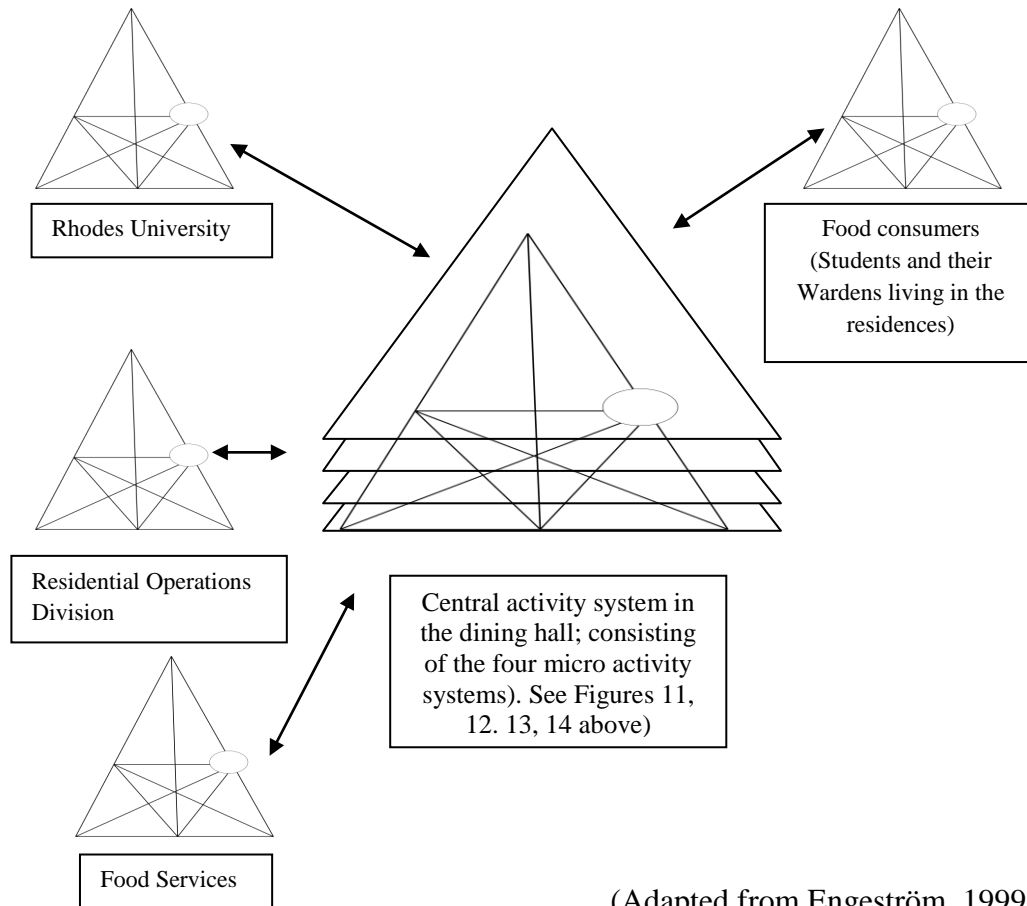 Rhodes University
Food consumers
(Students and their
Wardens living in the
residences)
Residential Operations
Division
Central activity system in
the dining hall; consisting
of the four micro activity
systems). See Figures 11,
12. 13, 14 above)
Food Services
(Adapted from Engeström, 1999